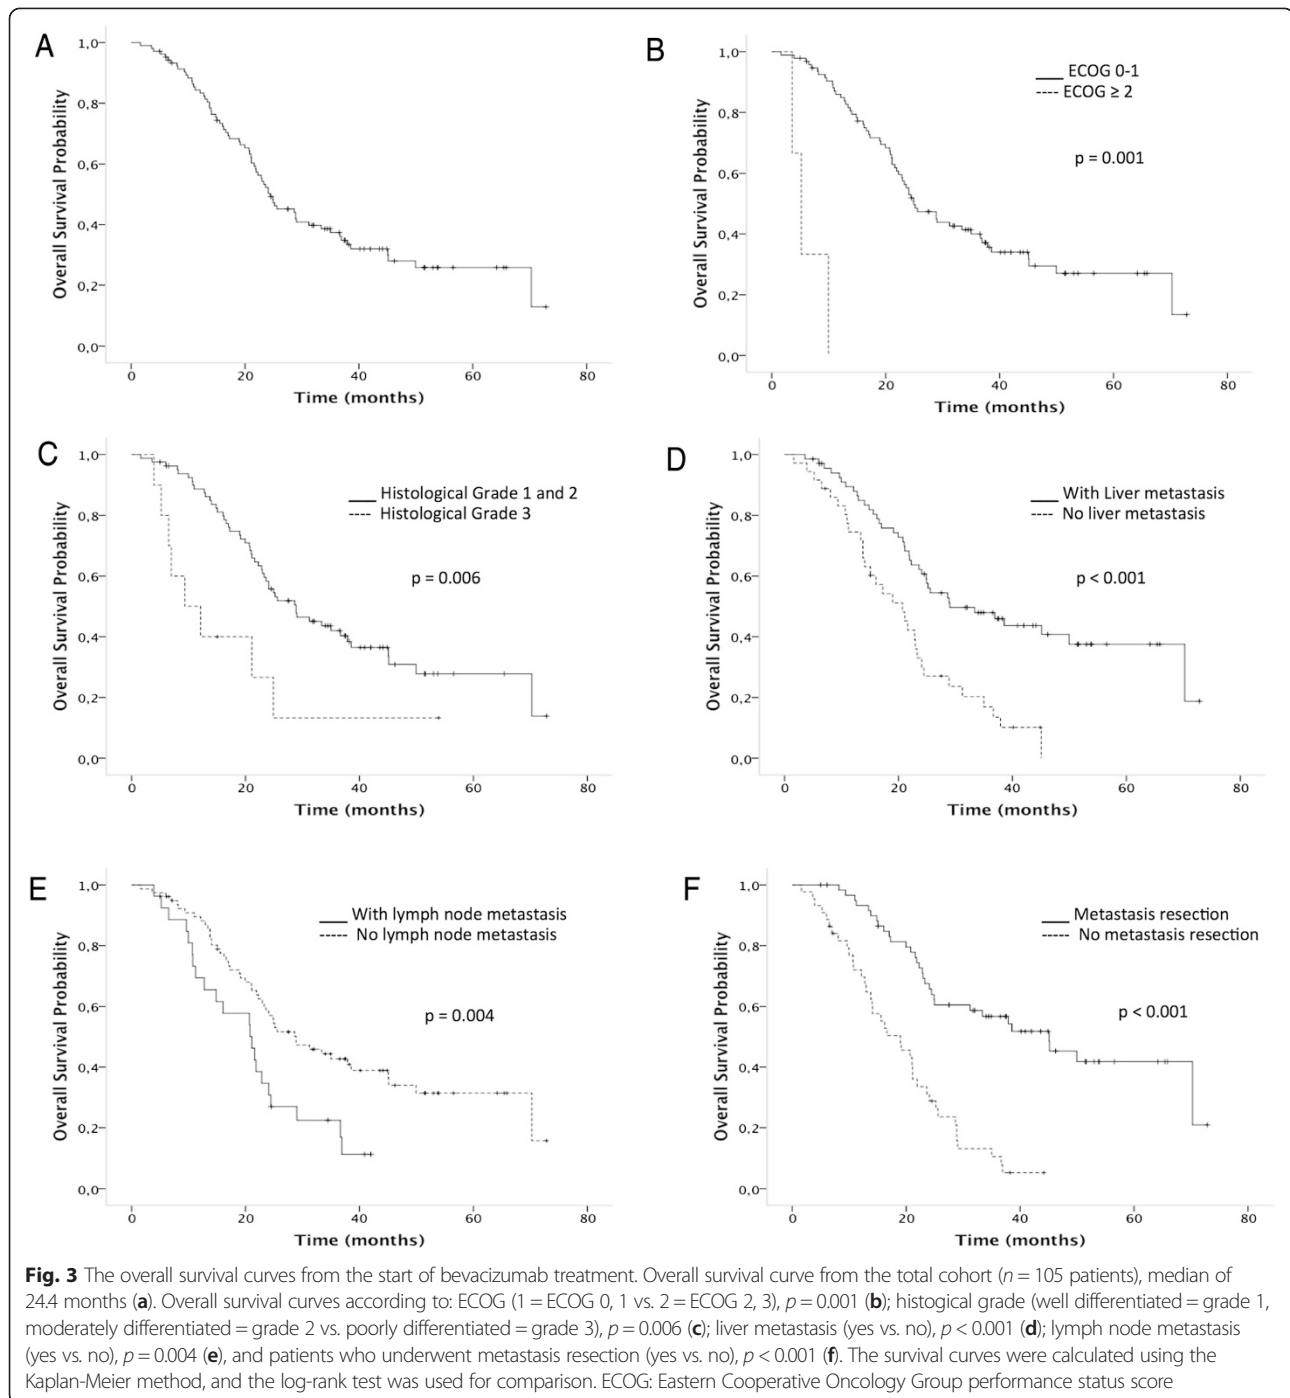 A
1,0
0,8
0,6
0,4
0,2
0,0
Overall Survival Probability
0 20 40 60 80
Time (months)
B
1,0
0,8
0,6
0,4
0,2
0,0
Overall Survival Probability
ECOG 0-1
ECOG ≥ 2
p = 0.001
0 20 40 60 80
Time (months)
C
1,0
0,8
0,6
0,4
0,2
0,0
Overall Survival Probability
Histological Grade 1 and 2
Histological Grade 3
p = 0.006
0 20 40 60 80
Time (months)
D
1,0
0,8
0,6
0,4
0,2
0,0
Overall Survival Probability
With Liver metastasis
No liver metastasis
p < 0.001
0 20 40 60 80
Time (months)
E
1,0
0,8
0,6
0,4
0,2
0,0
Overall Survival Probability
With lymph node metastasis
No lymph node metastasis
p = 0.004
0 20 40 60 80
Time (months)
F
1,0
0,8
0,6
0,4
0,2
0,0
Overall Survival Probability
Metastasis resection
No metastasis resection
p < 0.001
0 20 40 60 80
Time (months)
Fig. 3 The overall survival curves from the start of bevacizumab treatment. Overall survival curve from the total cohort (n = 105 patients), median of
24.4 months (a). Overall survival curves according to: ECOG (1 = ECOG 0, 1 vs. 2 = ECOG 2, 3), p = 0.001 (b); histogical grade (well differentiated = grade 1,
moderately differentiated = grade 2 vs. poorly differentiated = grade 3), p = 0.006 (c); liver metastasis (yes vs. no), p < 0.001 (d); lymph node metastasis
(yes vs. no), p = 0.004 (e), and patients who underwent metastasis resection (yes vs. no), p < 0.001 (f). The survival curves were calculated using the
Kaplan-Meier method, and the log-rank test was used for comparison. ECOG: Eastern Cooperative Oncology Group performance status score